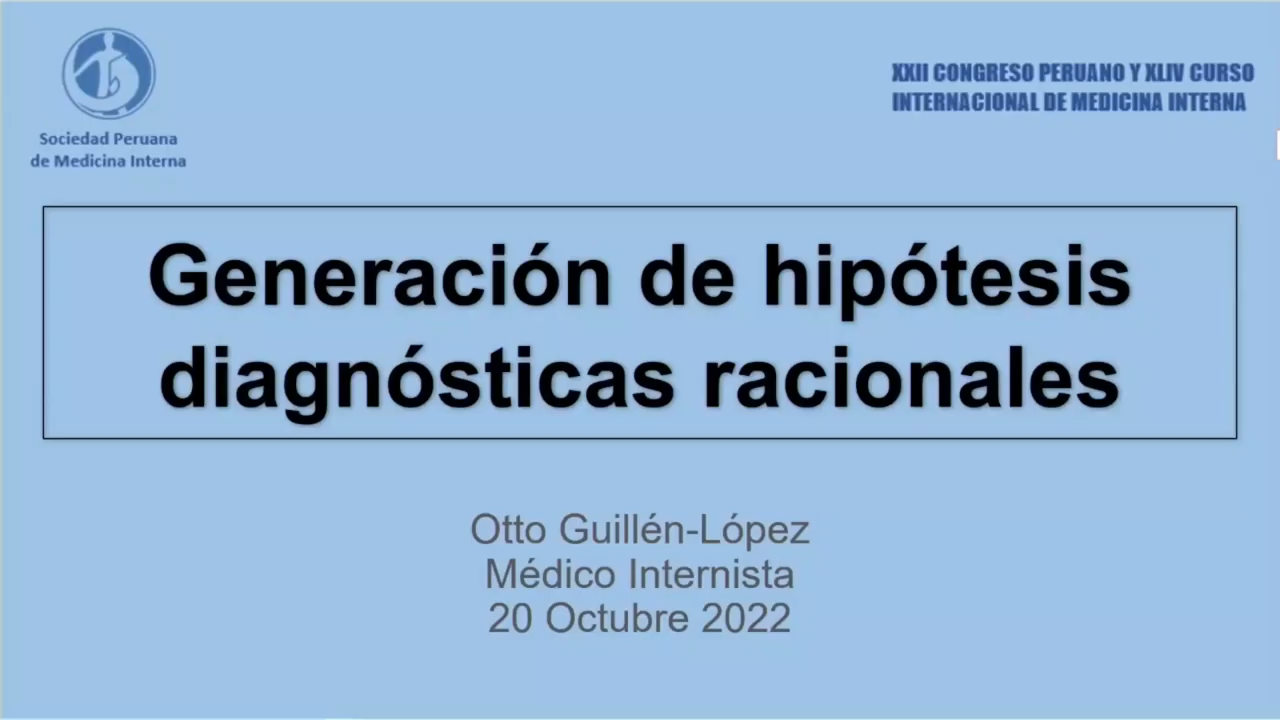 Sociedad Peruana
de Medicina Interna
XXII CONGRESO PERUANO Y XLIV CURSO
INTERNACIONAL DE MEDICINA INTERNA
Generación de hipótesis
diagnósticas racionales
Otto Guillén-López
Médico Internista
20 Octubre 2022